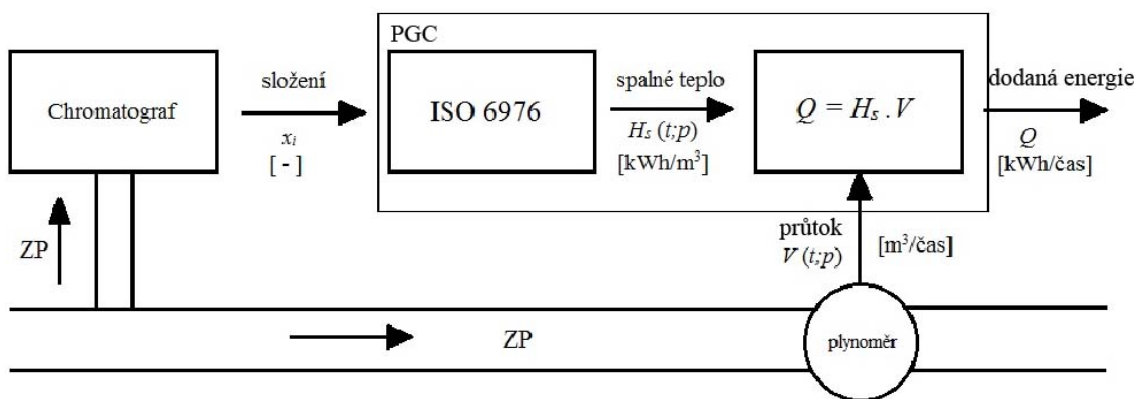 PGC
Chromatograf
složení
x_i
[ - ]
ISO 6976
spalné teplo
H_s (t;p)
[kWh/m³]
Q = H_s . V
dodaná energie
Q
[kWh/čas]
ZP
průtok
V (t;p)
[m³/čas]
ZP
plynoměr